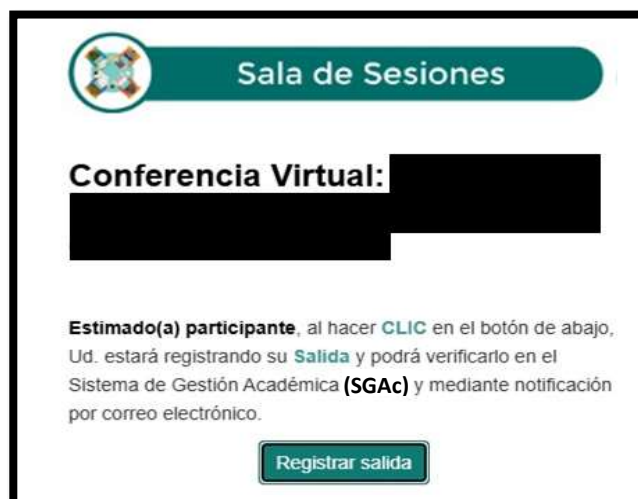 Sala de Sesiones
Conferencia Virtual:
Estimado(a) participante, al hacer CLIC en el botón de abajo,
Ud. estará registrando su Salida y podrá verificarlo en el
Sistema de Gestión Académica (SGAc) y mediante notificación
por correo electrónico.
Registrar salida